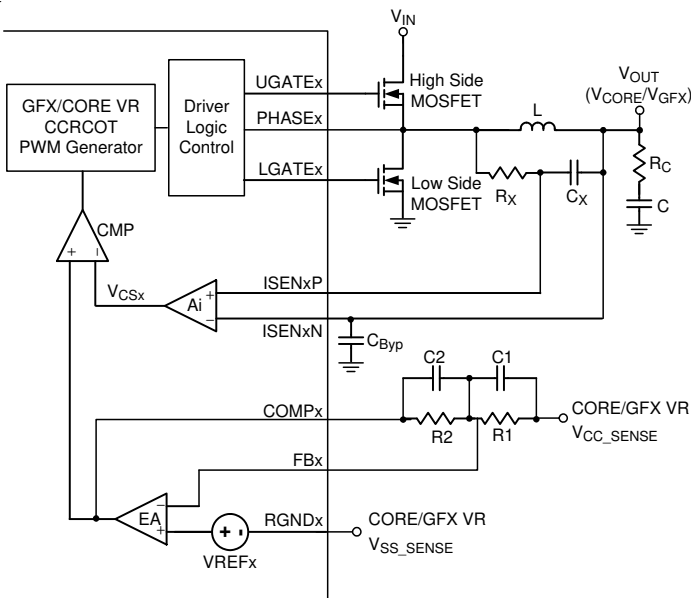 V_IN
High Side
MOSFET
UGATEx
PHASEx
LGATEx
GFX/CORE VR
CCRCOT
PWM Generator
Driver
Logic
Control
L
V_OUT
(V_CORE/V_GFX)
R_X
C_X
R_C
C
Low Side
MOSFET
CMP
+
–
V_CSx
Ai
+
–
ISENxP
ISENxN
C_Byp
C2
C1
COMPx
R2
R1
CORE/GFX VR
V_CC_SENSE
FBx
EA
–
+
+
-
VREFx
RGNDx
CORE/GFX VR
V_SS_SENSE